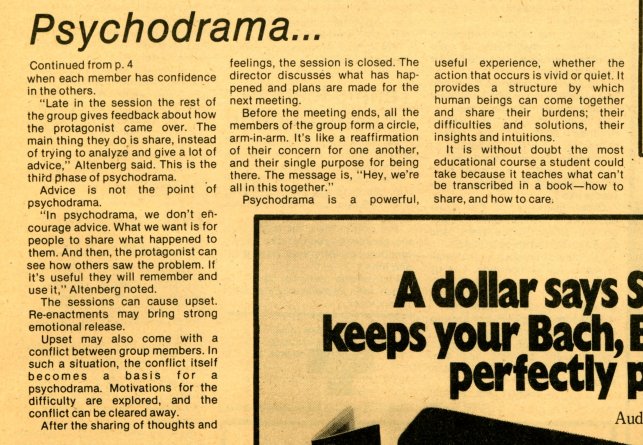 Psychodrama...
Continued from p. 4
when each member has confidence
in the others.
"Late in the session the rest of
the group gives feedback about how
the protagonist came over. The
main thing they do is share, instead
of trying to analyze and give a lot of
advice," Altenberg said. This is the
third phase of psychodrama.
Advice is not the point of
psychodrama.
"In psychodrama, we don't en-
courage advice. What we want is for
people to share what happened to
them. And then, the protagonist can
see how others saw the problem. If
it's useful they will remember and
use it," Altenberg noted.
The sessions can cause upset.
Re-enactments may bring strong
emotional release.
Upset may also come with a
conflict between group members. In
such a situation, the conflict itself
becomes a basis for a
psychodrama. Motivations for the
difficulty are explored, and the
conflict can be cleared away.
After the sharing of thoughts and
feelings, the session is closed. The
director discusses what has hap-
pened and plans are made for the
next meeting.
Before the meeting ends, all the
members of the group form a circle,
arm-in-arm. It's like a reaffirmation
of their concern for one another,
and their single purpose for being
there. The message is, "Hey, we're
all in this together."
Psychodrama is a powerful,
useful experience, whether the
action that occurs is vivid or quiet. It
provides a structure by which
human beings can come together
and share their burdens; their
difficulties and solutions, their
insights and intuitions.
It is without doubt the most
educational course a student could
take because it teaches what can't
be transcribed in a book—how to
share, and how to care.
A dollar says S
keeps your Bach, B
perfectly p
Aud